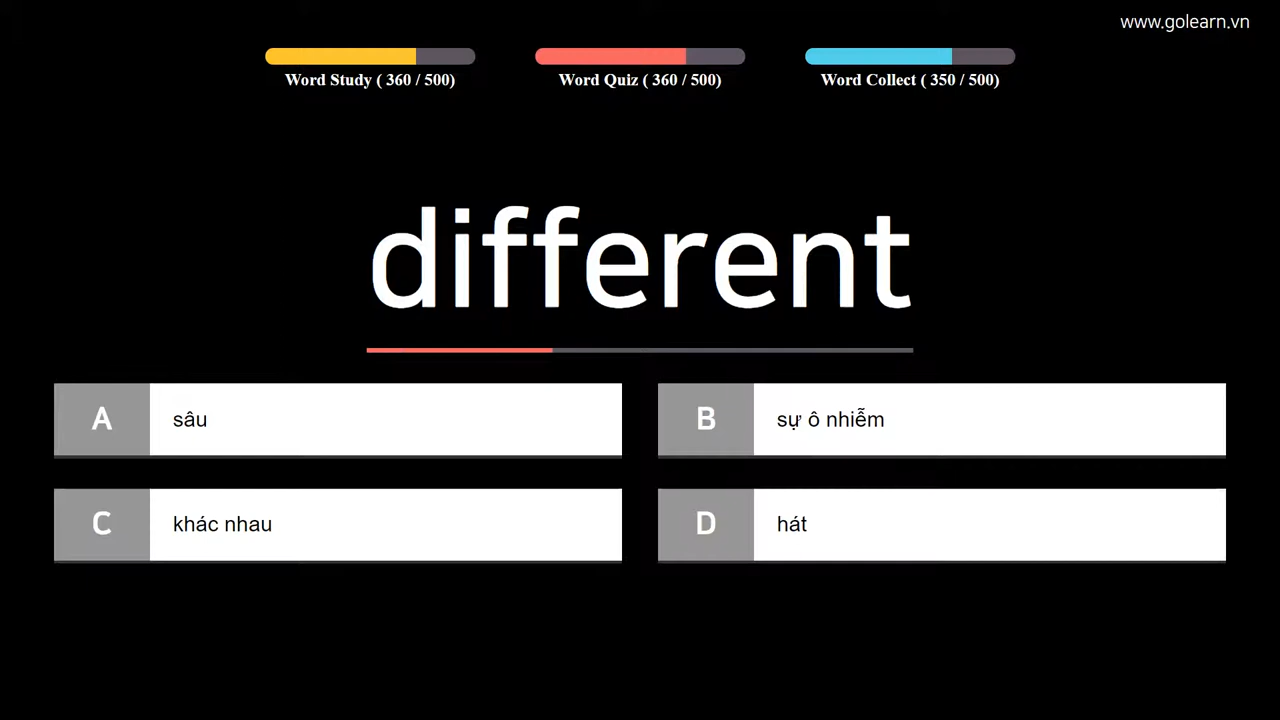 www.golearn.vn
Word Study ( 360 / 500)
Word Quiz ( 360 / 500)
Word Collect ( 350 / 500)
different
A sâu
B sự ô nhiễm
C khác nhau
D hát